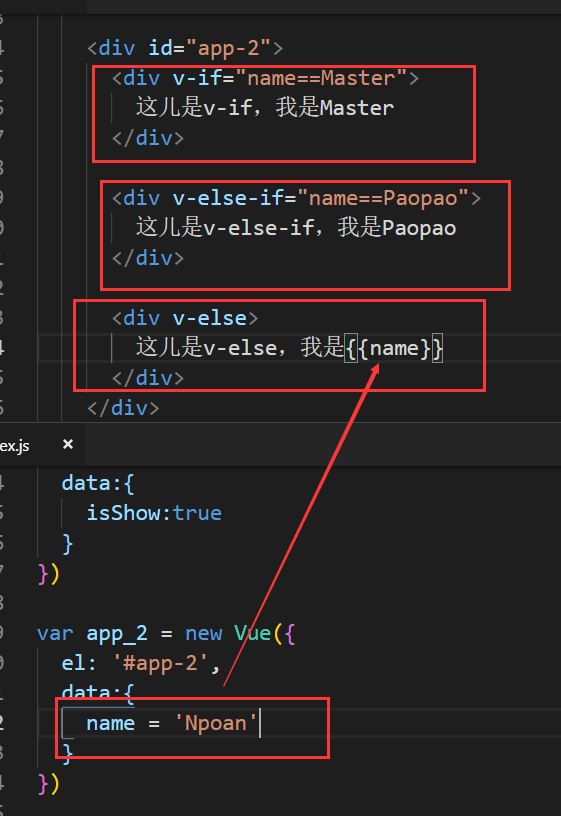 <div id="app-2">
<div v-if="name==Master">
这儿是v-if，我是Master
</div>
<div v-else-if="name==Paopao">
这儿是v-else-if，我是Paopao
</div>
<div v-else>
这儿是v-else，我是{{name}}
</div>
</div>
ex.js ×
data:{
isShow:true
}
})
var app_2 = new Vue({
el: '#app-2',
data:{
name = 'Npoan'
}
})